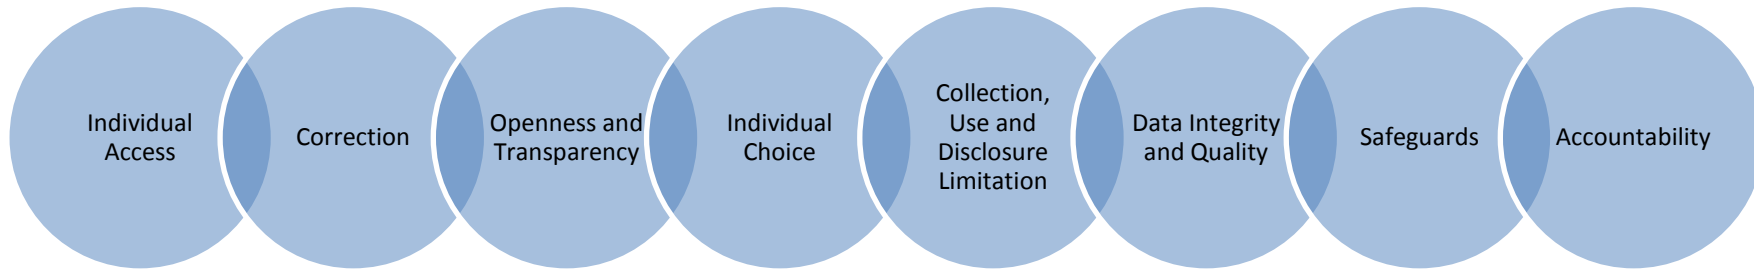 Individual
Access
Correction
Openness and
Transparency
Individual
Choice
Collection,
Use and
Disclosure
Limitation
Data Integrity
and Quality
Safeguards
Accountability